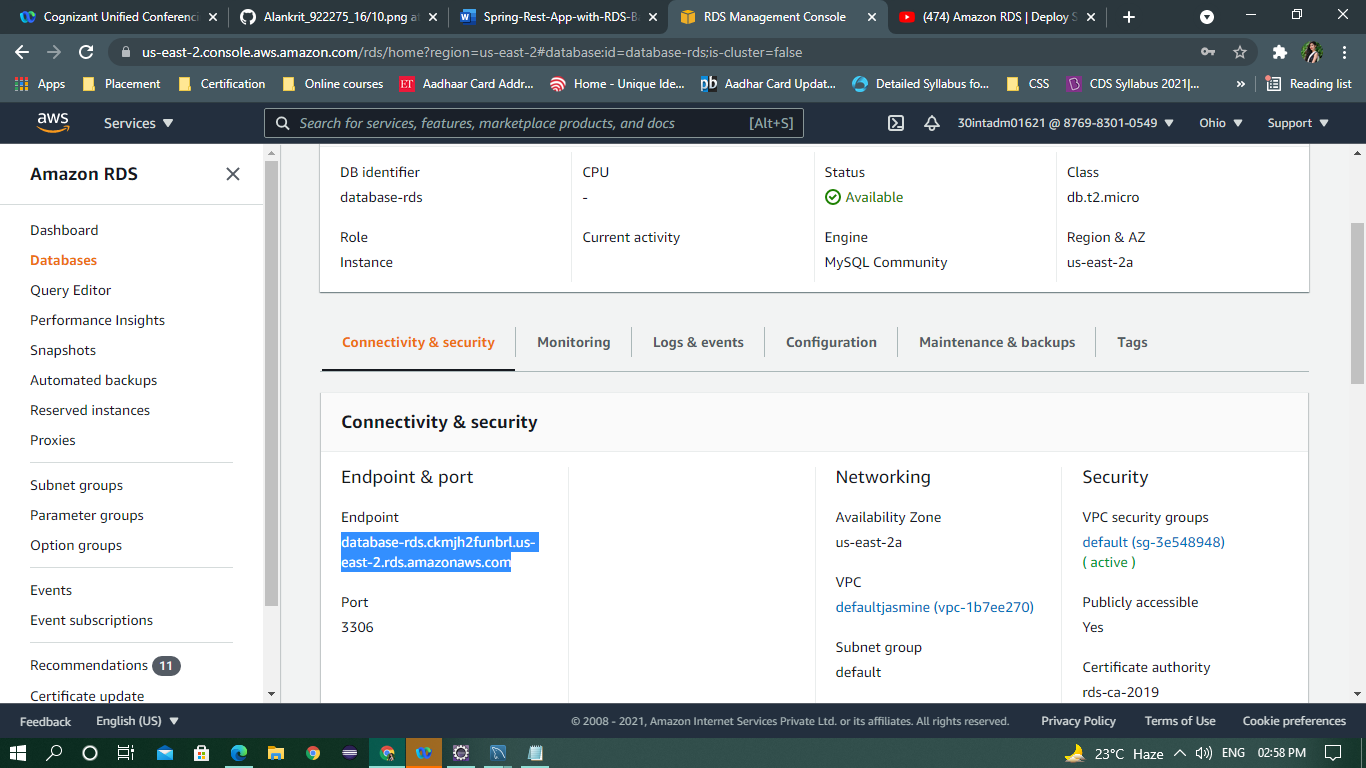 Cognizant Unified Conferenci
Alankrit_922275_16/10.png at
Spring-Rest-App-with-RDS-B
RDS Management Console
(474) Amazon RDS | Deploy S
us-east-2.console.aws.amazon.com/rds/home?region=us-east-2#database:id=database-rds;is-cluster=false
Apps
Placement
Certification
Online courses
ET Aadhaar Card Addr...
Home - Unique Ide...
pb Aadhar Card Updat...
Detailed Syllabus fo...
CSS
CDS Syllabus 2021|...
»
Reading list
aws
Services
Search for services, features, marketplace products, and docs [Alt+S]
30intadm01621 @ 8769-8301-0549
Ohio
Support
Amazon RDS
Dashboard
Databases
Query Editor
Performance Insights
Snapshots
Automated backups
Reserved instances
Proxies
Subnet groups
Parameter groups
Option groups
Events
Event subscriptions
Recommendations 11
Certificate update
DB identifier
database-rds
CPU
-
Status
Available
Class
db.t2.micro
Role
Instance
Current activity
Engine
MySQL Community
Region & AZ
us-east-2a
Connectivity & security
Monitoring
Logs & events
Configuration
Maintenance & backups
Tags
Connectivity & security
Endpoint & port
Endpoint
database-rds.ckmjh2funbrl.us-
east-2.rds.amazonaws.com
Port
3306
Networking
Availability Zone
us-east-2a
VPC
defaultjasmine (vpc-1b7ee270)
Subnet group
default
Security
VPC security groups
default (sg-3e548948)
( active )
Publicly accessible
Yes
Certificate authority
rds-ca-2019
Feedback
English (US)
© 2008 - 2021, Amazon Internet Services Private Ltd. or its affiliates. All rights reserved.
Privacy Policy
Terms of Use
Cookie preferences
23°C Haze
ENG
02:58 PM